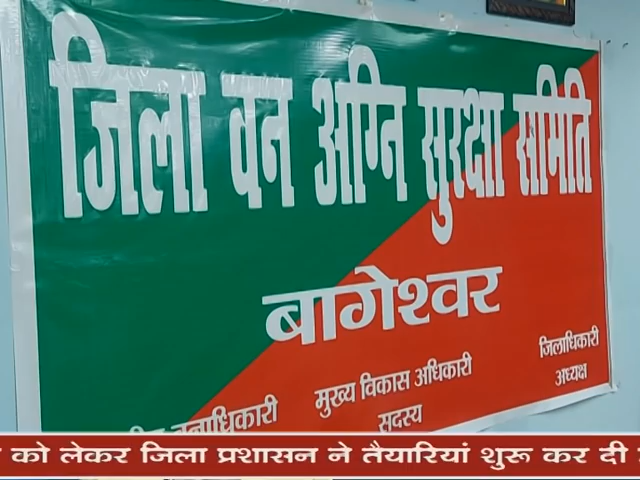 जिला वन अग्नि सुरक्षा समिति
बागेश्वर
जिलाधिकारी
अध्यक्ष
मुख्य विकास अधिकारी
सदस्य
को लेकर जिला प्रशासन ने तैयारियां शुरू कर दी